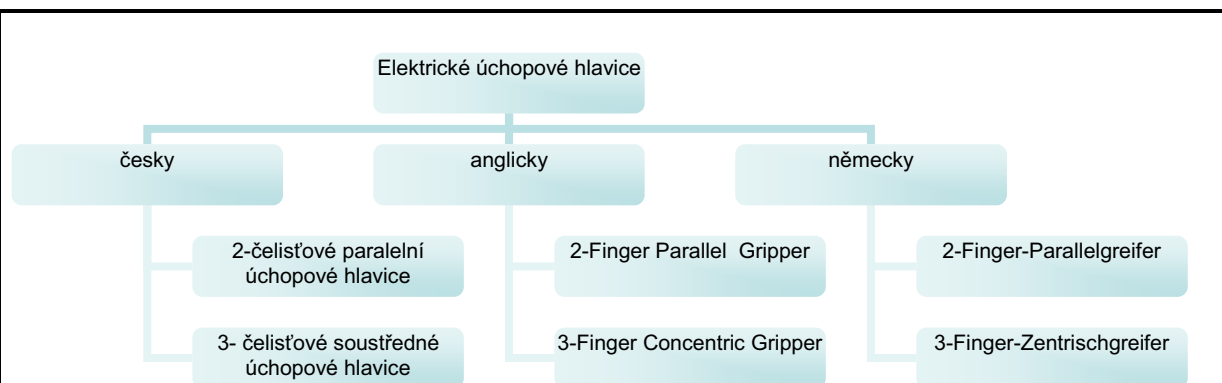 Elektrické úchopové hlavice
česky
anglicky
německy
2-čelisťové paralelní
úchopové hlavice
2-Finger Parallel  Gripper
2-Finger-Parallelgreifer
3- čelisťové soustředné
úchopové hlavice
3-Finger Concentric Gripper
3-Finger-Zentrischgreifer